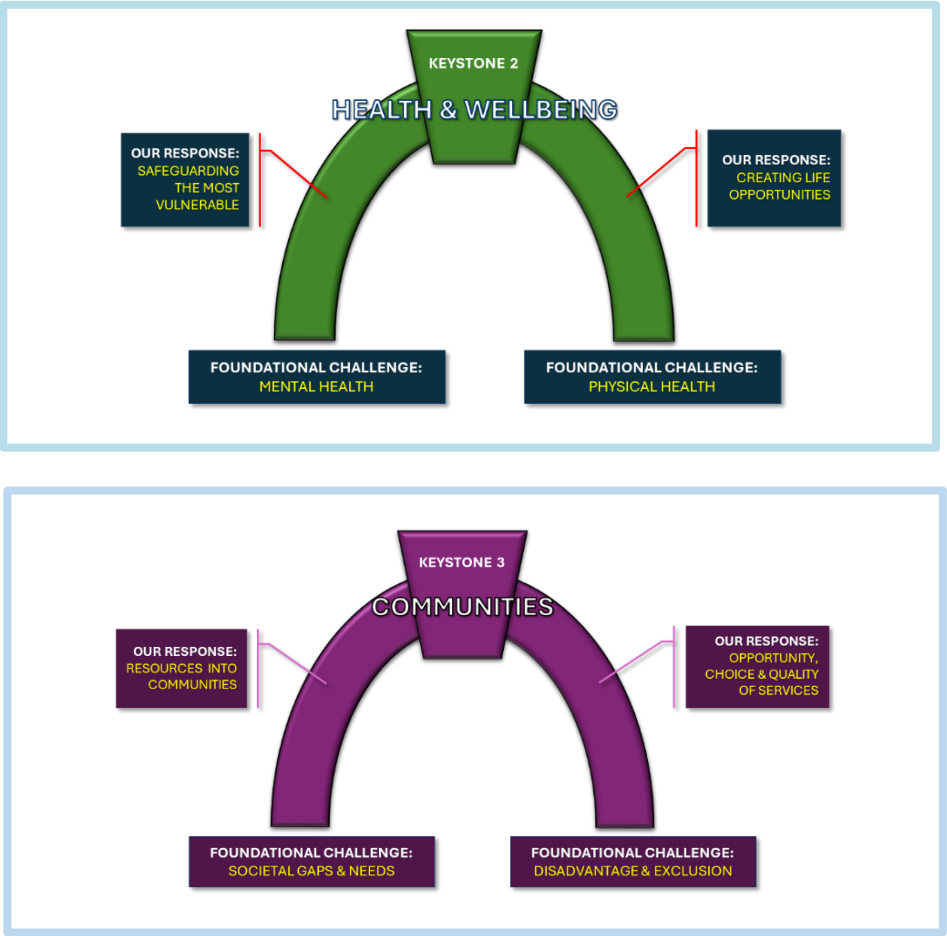 KEYSTONE 2
HEALTH & WELLBEING
OUR RESPONSE:
SAFEGUARDING
THE MOST
VULNERABLE
OUR RESPONSE:
CREATING LIFE
OPPORTUNITIES
FOUNDATIONAL CHALLENGE:
MENTAL HEALTH
FOUNDATIONAL CHALLENGE:
PHYSICAL HEALTH
KEYSTONE 3
COMMUNITIES
OUR RESPONSE:
RESOURCES INTO
COMMUNITIES
OUR RESPONSE:
OPPORTUNITY,
CHOICE & QUALITY
OF SERVICES
FOUNDATIONAL CHALLENGE:
SOCIETAL GAPS & NEEDS
FOUNDATIONAL CHALLENGE:
DISADVANTAGE & EXCLUSION